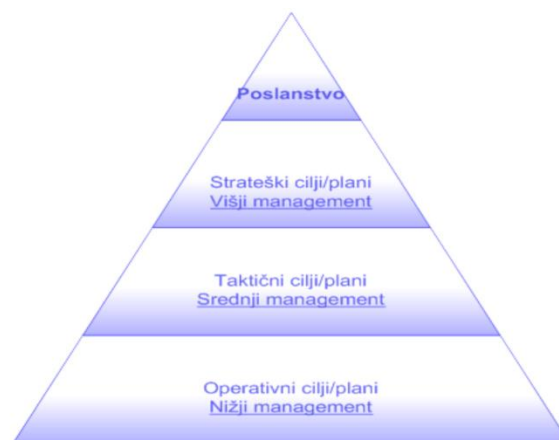 Poslanstvo
Strateški cilji/plani
Višji management
Taktični cilji/plani
Srednji management
Operativni cilji/plani
Nižji management